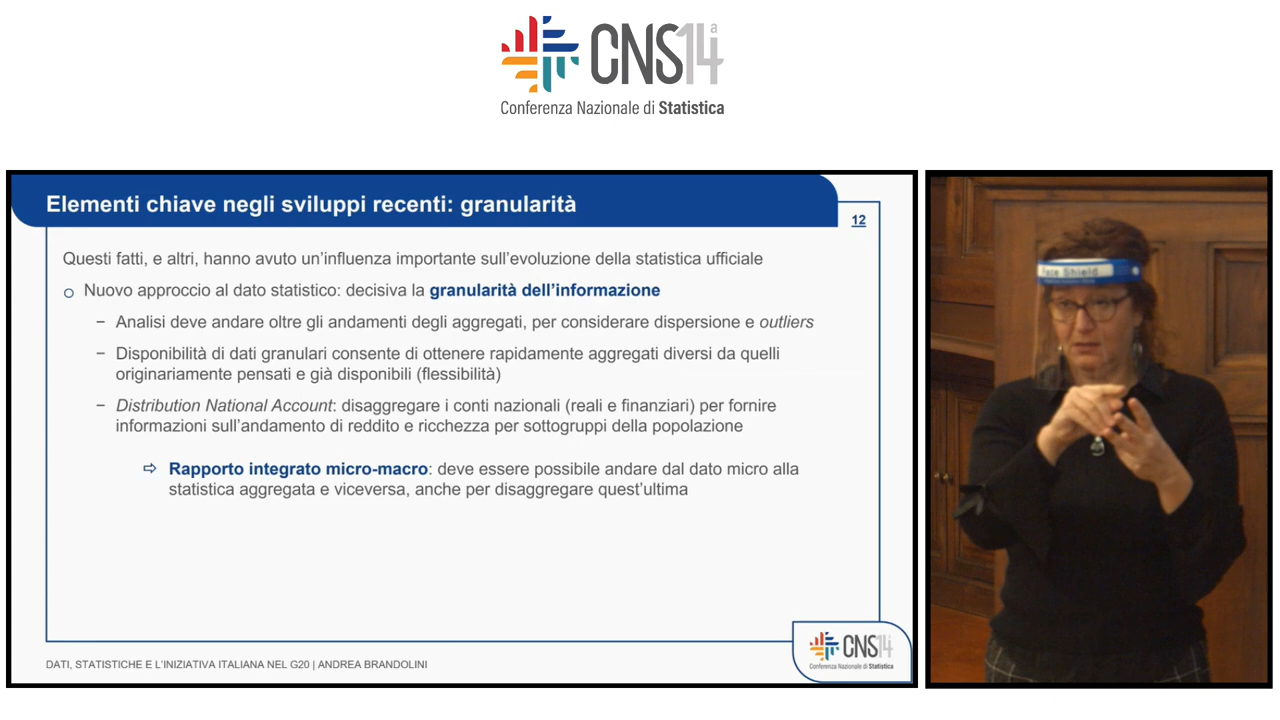 CNS14ª
Conferenza Nazionale di Statistica
Elementi chiave negli sviluppi recenti: granularità
12
Questi fatti, e altri, hanno avuto un'influenza importante sull'evoluzione della statistica ufficiale
Nuovo approccio al dato statistico: decisiva la granularità dell'informazione
− Analisi deve andare oltre gli andamenti degli aggregati, per considerare dispersione e outliers
− Disponibilità di dati granulari consente di ottenere rapidamente aggregati diversi da quelli
originariamente pensati e già disponibili (flessibilità)
− Distribution National Account: disaggregare i conti nazionali (reali e finanziari) per fornire
informazioni sull'andamento di reddito e ricchezza per sottogruppi della popolazione
⇨ Rapporto integrato micro-macro: deve essere possibile andare dal dato micro alla
statistica aggregata e viceversa, anche per disaggregare quest'ultima
DATI, STATISTICHE E L'INIZIATIVA ITALIANA NEL G20 | ANDREA BRANDOLINI
CNS14ª
Conferenza Nazionale di Statistica
Face Shield